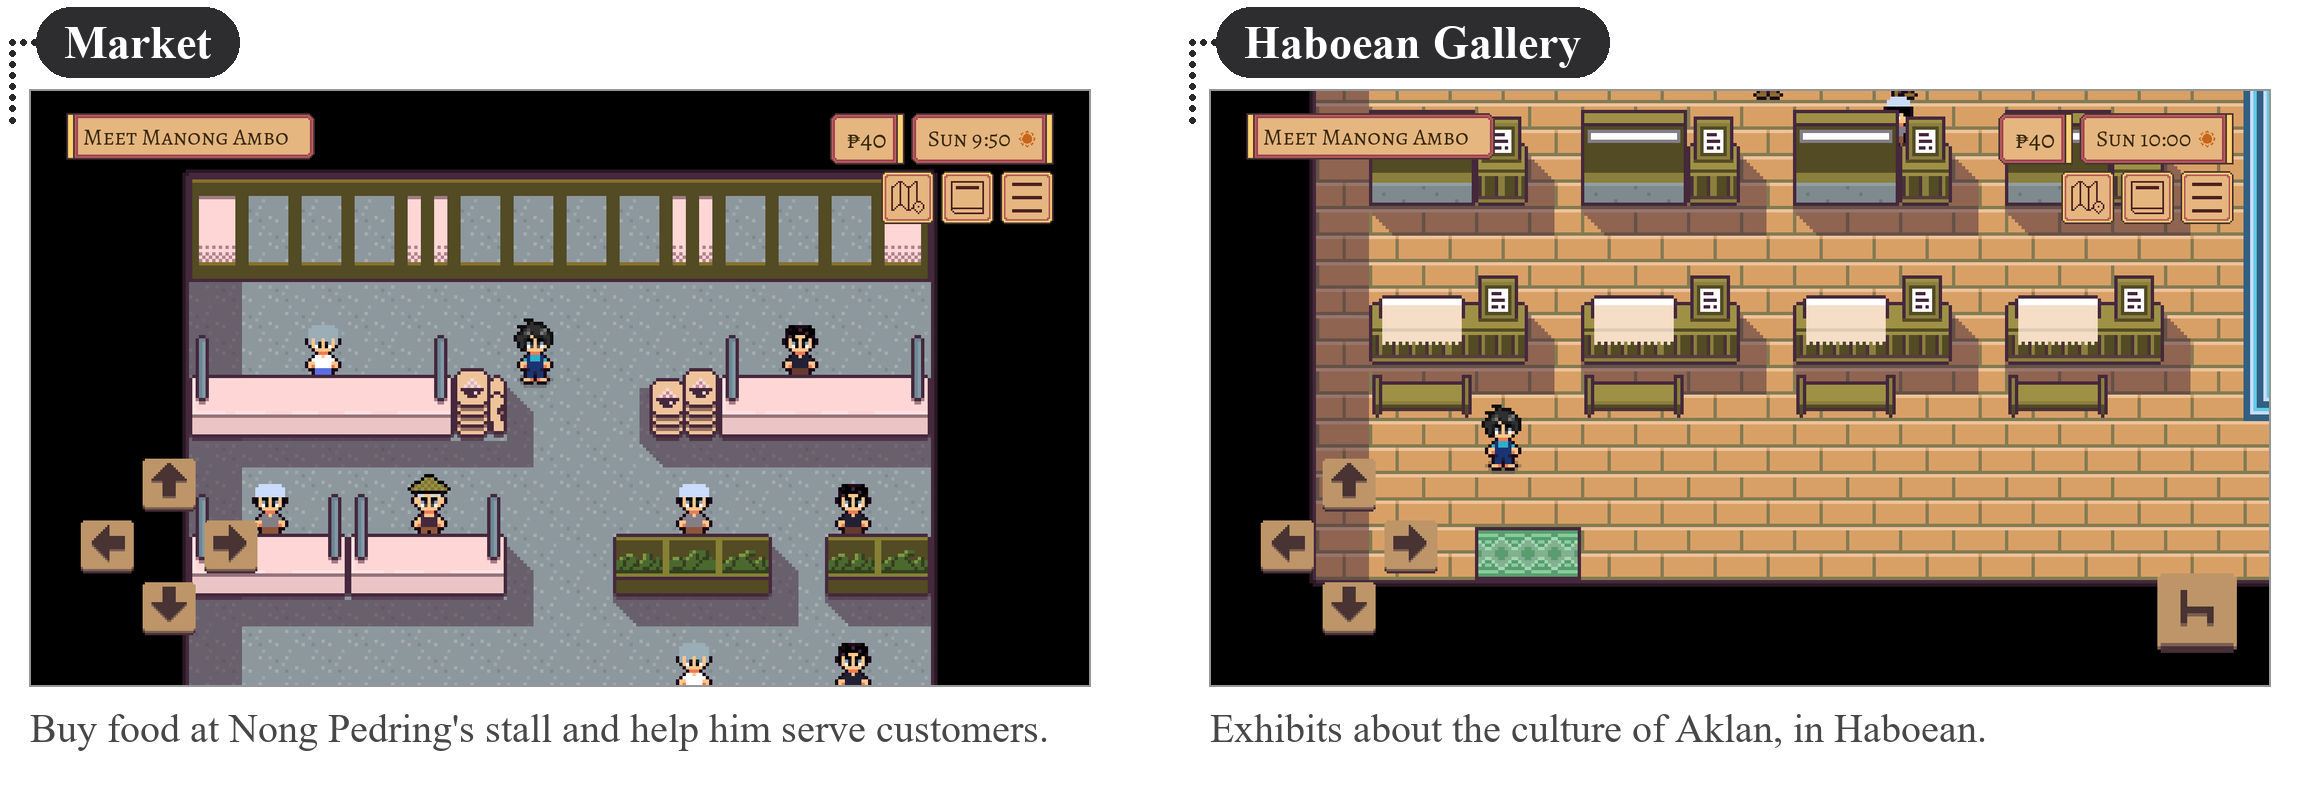 Market
MEET MANONG AMBO
₱40
SUN 9:50
Buy food at Nong Pedring's stall and help him serve customers.
Haboean Gallery
MEET MANONG AMBO
₱40
SUN 10:00
Exhibits about the culture of Aklan, in Haboean.